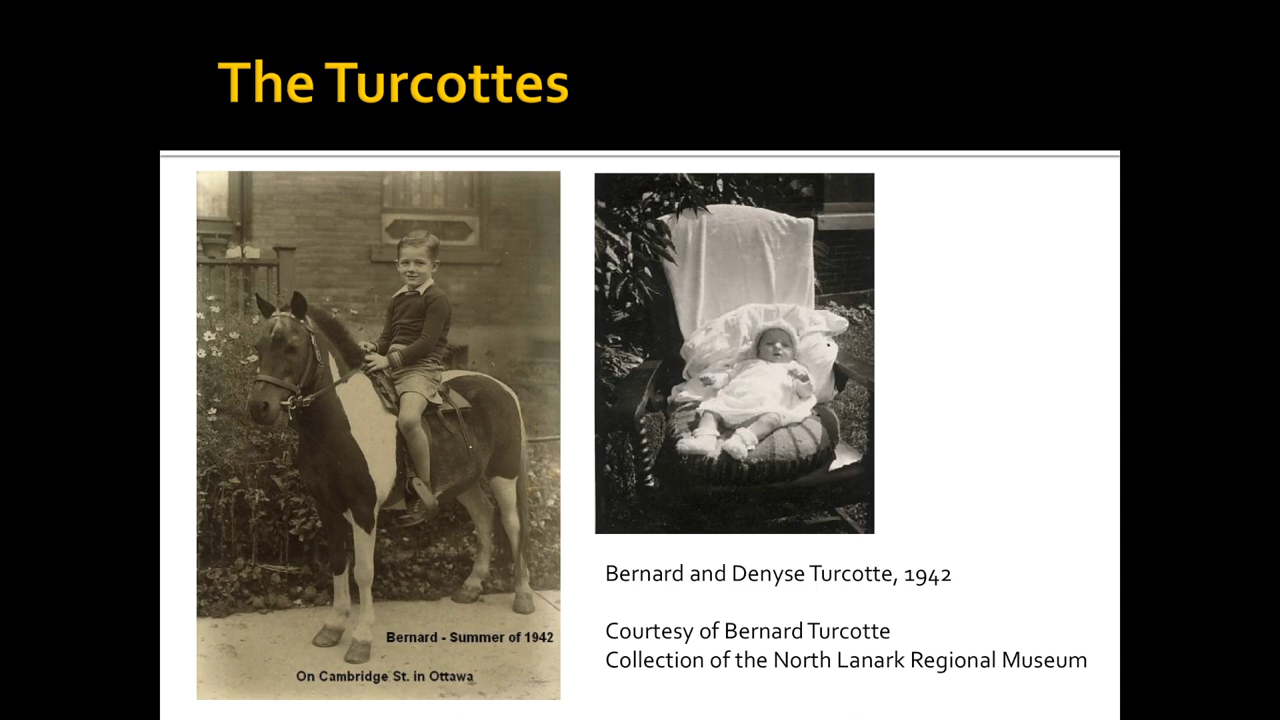 The Turcottes
Bernard - Summer of 1942
On Cambridge St. in Ottawa
Bernard and Denyse Turcotte, 1942
Courtesy of Bernard Turcotte
Collection of the North Lanark Regional Museum